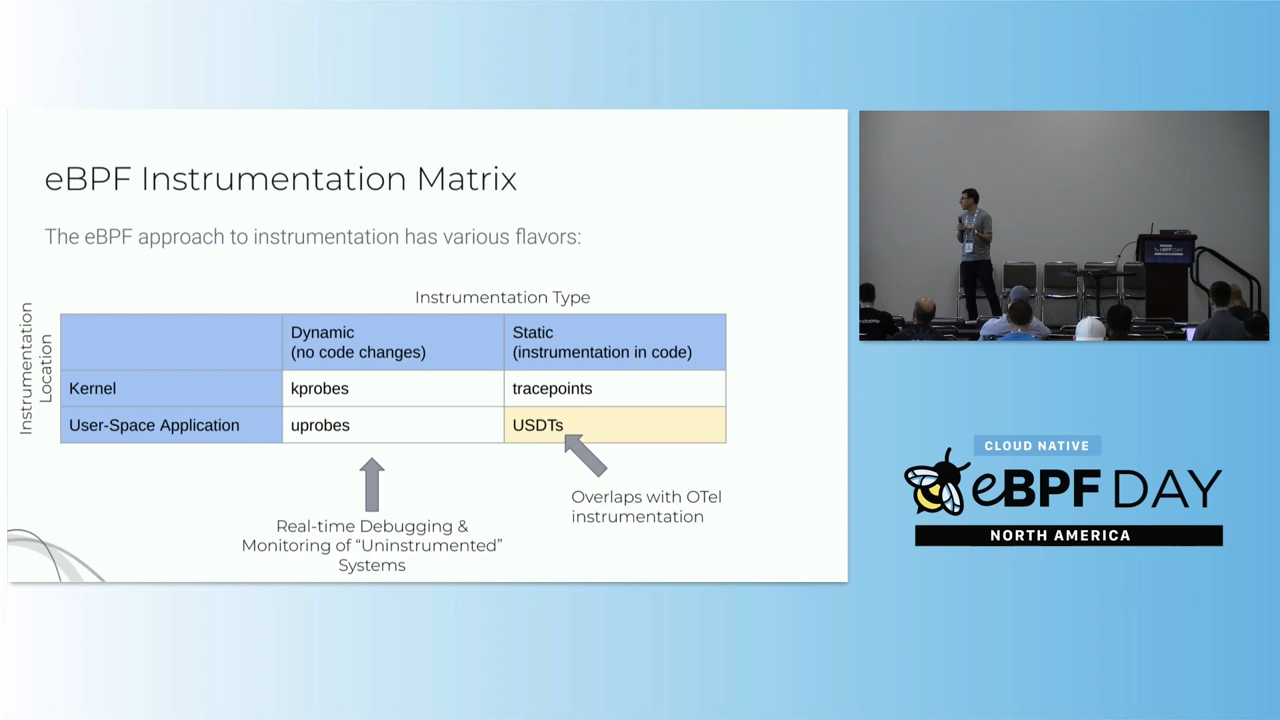 eBPF Instrumentation Matrix
The eBPF approach to instrumentation has various flavors:
Instrumentation Type
Instrumentation
Location
Dynamic
(no code changes)
Static
(instrumentation in code)
Kernel
kprobes
tracepoints
User-Space Application
uprobes
USDTs
Overlaps with OTel
instrumentation
Real-time Debugging &
Monitoring of “Uninstrumented”
Systems
eBPF DAY
CLOUD NATIVE
eBPF DAY
NORTH AMERICA